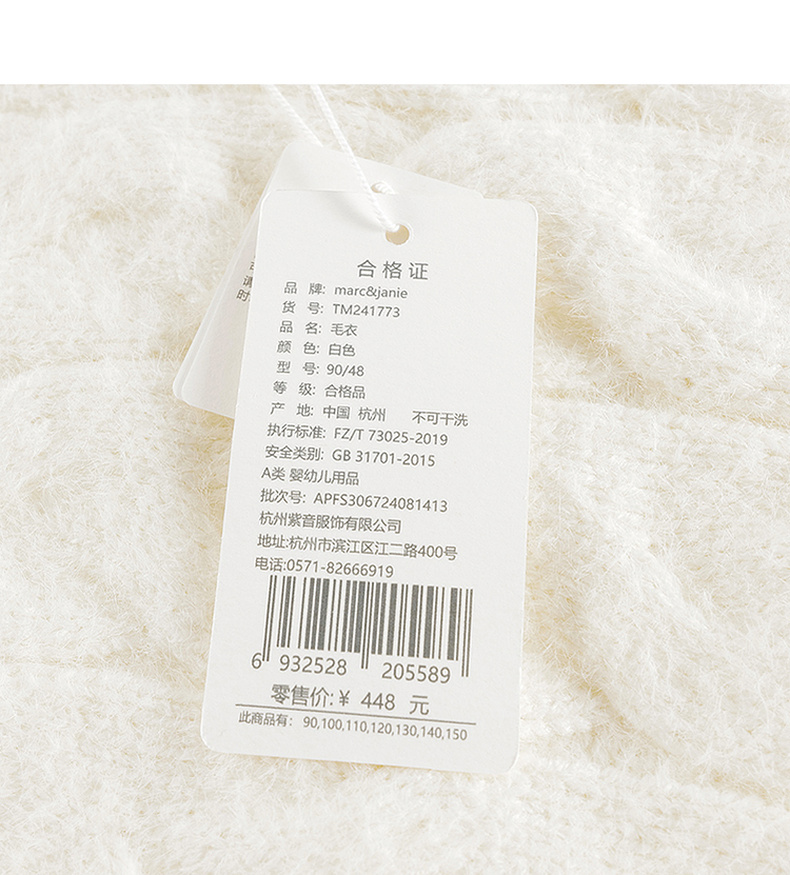 合格证
品 牌: marc&janie
货 号: TM241773
品 名: 毛衣
颜 色: 白色
型 号: 90/48
等 级: 合格品
产 地: 中国 杭州 不可干洗
执行标准: FZ/T 73025-2019
安全类别: GB 31701-2015
A类 婴幼儿用品
批次号: APFS306724081413
杭州紫音服饰有限公司
地址:杭州市滨江区江二路400号
电话:0571-82666919
6 932528 205589
零售价:¥ 448 元
此商品有: 90,100,110,120,130,140,150
请
时